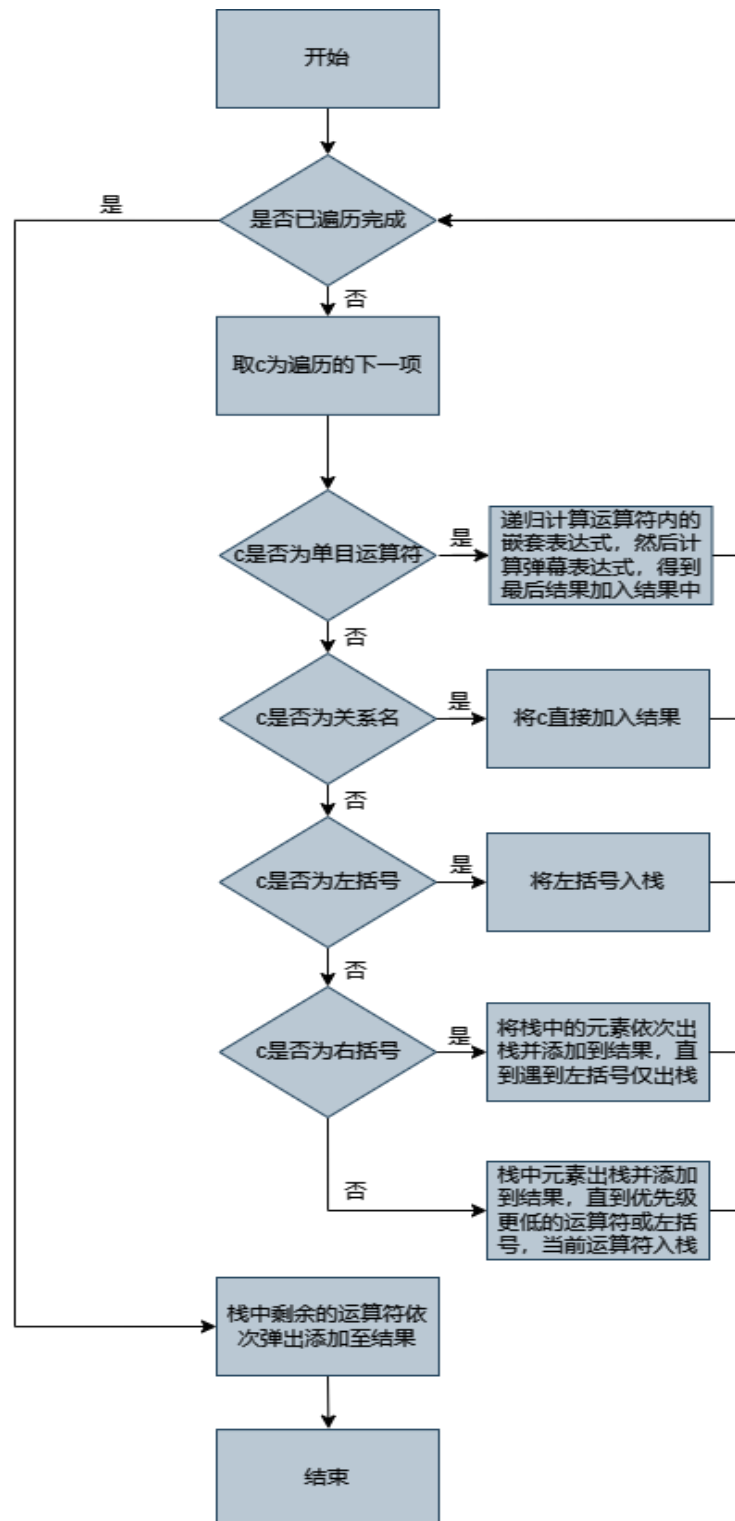 开始
是
是否已遍历完成
否
取c为遍历的下一项
c是否为单目运算符
是
递归计算运算符内的
嵌套表达式，然后计
算弹幕表达式，得到
最后结果加入结果中
否
c是否为关系名
是
将c直接加入结果
否
c是否为左括号
是
将左括号入栈
否
c是否为右括号
是
将栈中的元素依次出
栈并添加到结果，直
到遇到左括号仅出栈
否
栈中元素出栈并添加
到结果，直到优先级
更低的运算符或左括
号，当前运算符入栈
栈中剩余的运算符依
次弹出添加至结果
结束